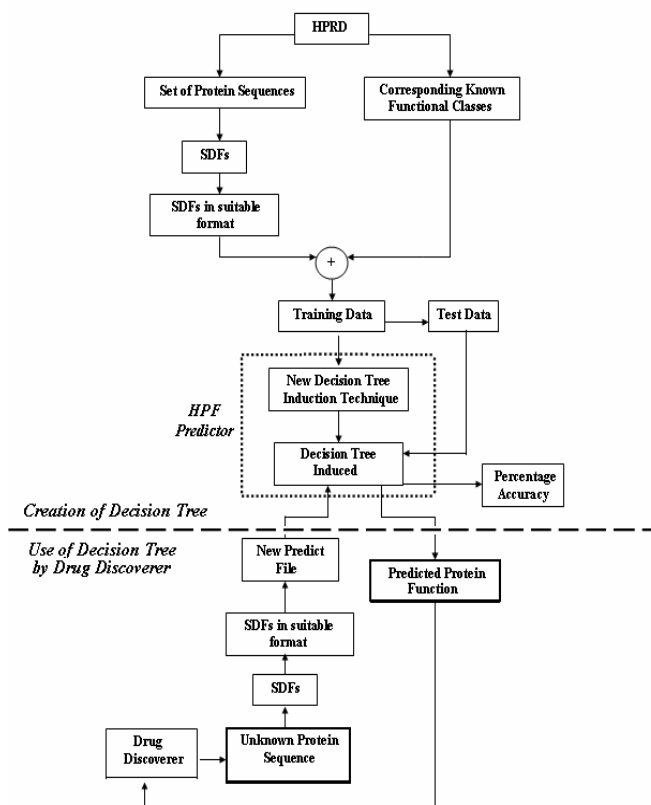 HPRD
Set of Protein Sequences
Corresponding Known
Functional Classes
SDFs
SDFs in suitable
format
+
Training Data
Test Data
New Decision Tree
Induction Technique
HPF
Predictor
Decision Tree
Induced
Percentage
Accuracy
Creation of Decision Tree
Use of Decision Tree
by Drug Discoverer
New Predict
File
Predicted Protein
Function
SDFs in suitable
format
SDFs
Drug
Discoverer
Unknown Protein
Sequence